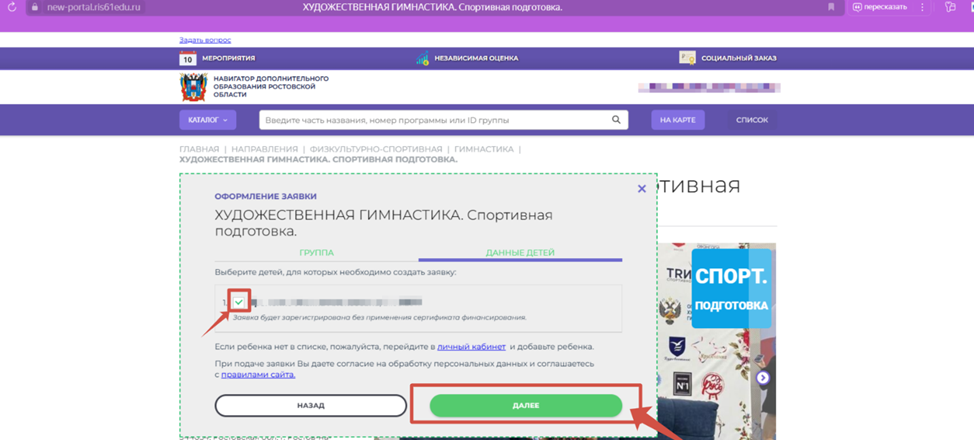 new-portal.ris61edu.ru
ХУДОЖЕСТВЕННАЯ ГИМНАСТИКА. Спортивная подготовка.
пересказать
Задать вопрос
10
МЕРОПРИЯТИЯ
НЕЗАВИСИМАЯ ОЦЕНКА
СОЦИАЛЬНЫЙ ЗАКАЗ
НАВИГАТОР ДОПОЛНИТЕЛЬНОГО
ОБРАЗОВАНИЯ РОСТОВСКОЙ
ОБЛАСТИ
КАТАЛОГ
Введите часть названия, номер программы или ID группы
НА КАРТЕ
СПИСОК
ГЛАВНАЯ | НАПРАВЛЕНИЯ | ФИЗКУЛЬТУРНО-СПОРТИВНАЯ | ГИМНАСТИКА |
ХУДОЖЕСТВЕННАЯ ГИМНАСТИКА. СПОРТИВНАЯ ПОДГОТОВКА.
ртивная
ОФОРМЛЕНИЕ ЗАЯВКИ
ХУДОЖЕСТВЕННАЯ ГИМНАСТИКА. Спортивная
подготовка.
ГРУППА
ДАННЫЕ ДЕТЕЙ
Выберите детей, для которых необходимо создать заявку:
1.
Заявка будет зарегистрирована без применения сертификата финансирования.
Если ребенка нет в списке, пожалуйста, перейдите в личный кабинет и добавьте ребенка.
При подаче заявки Вы даете согласие на обработку персональных данных и соглашаетесь
с правилами сайта.
НАЗАД
ДАЛЕЕ
СПОРТ.
ПОДГОТОВКА
№1